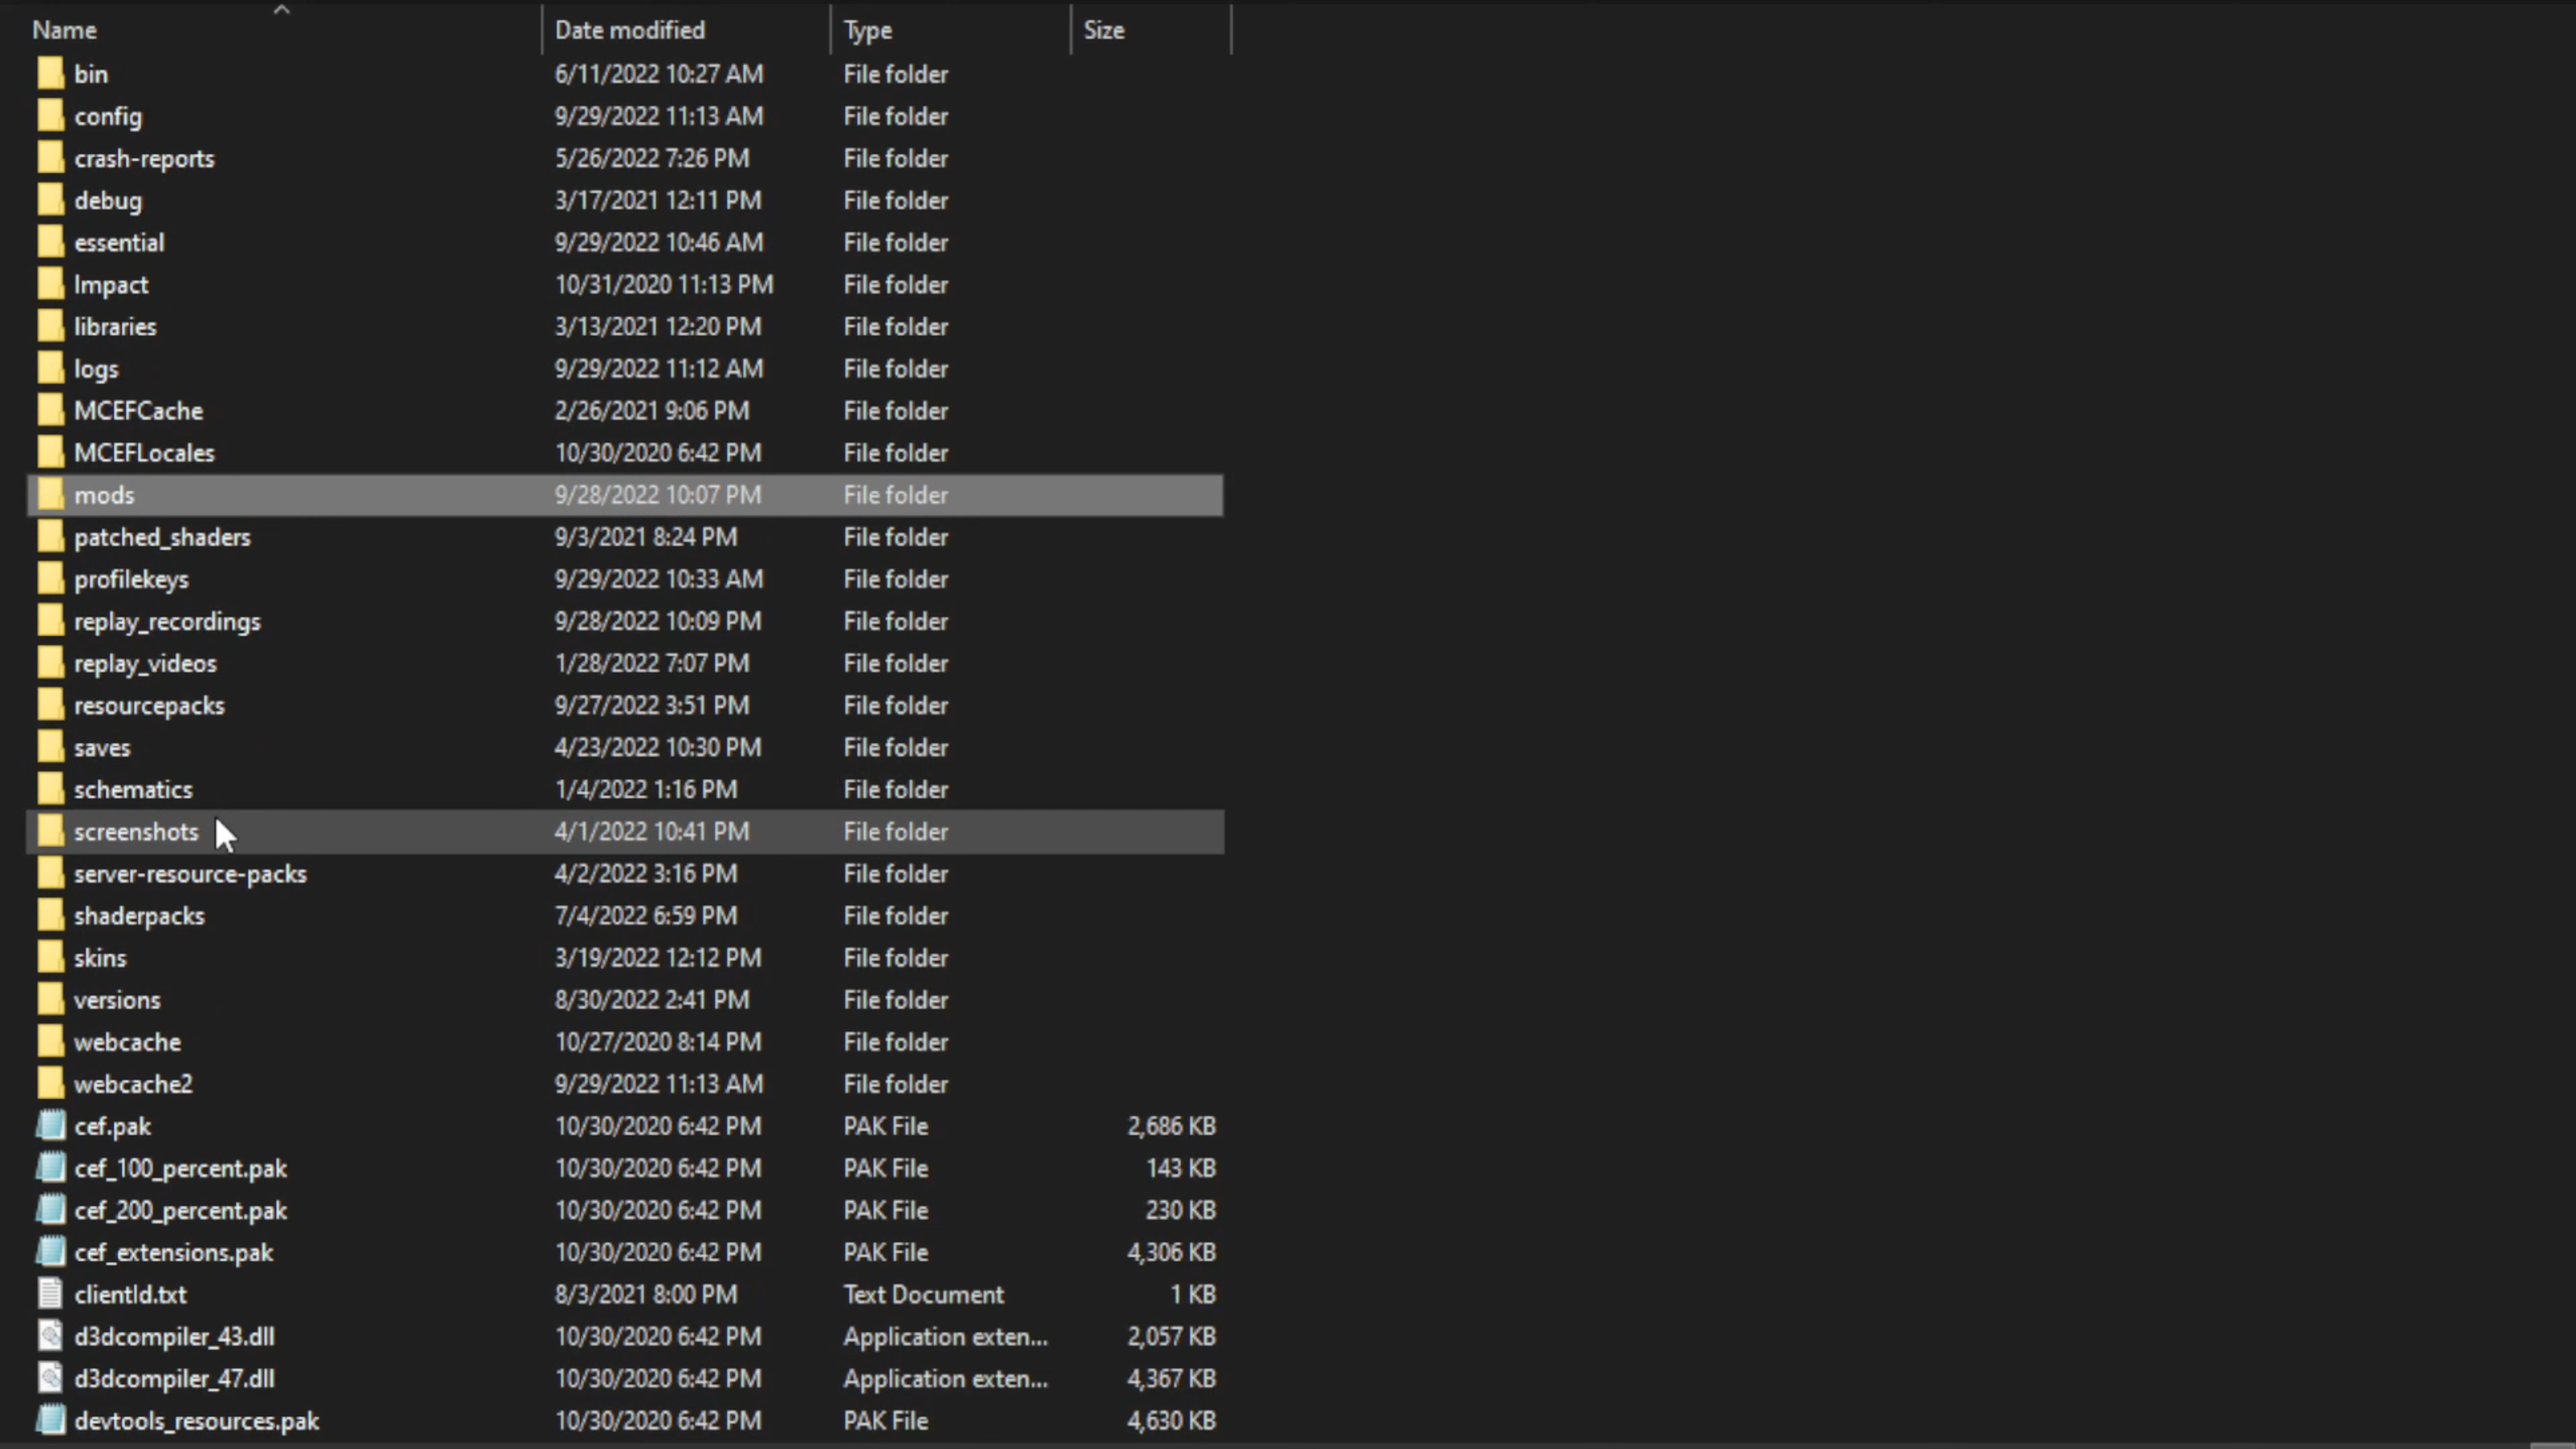 Name Date modified Type Size
bin 6/11/2022 10:27 AM File folder
config 9/29/2022 11:13 AM File folder
crash-reports 5/26/2022 7:26 PM File folder
debug 3/17/2021 12:11 PM File folder
essential 9/29/2022 10:46 AM File folder
Impact 10/31/2020 11:13 PM File folder
libraries 3/13/2021 12:20 PM File folder
logs 9/29/2022 11:12 AM File folder
MCEFCache 2/26/2021 9:06 PM File folder
MCEFLocales 10/30/2020 6:42 PM File folder
mods 9/28/2022 10:07 PM File folder
patched_shaders 9/3/2021 8:24 PM File folder
profilekeys 9/29/2022 10:33 AM File folder
replay_recordings 9/28/2022 10:09 PM File folder
replay_videos 1/28/2022 7:07 PM File folder
resourcepacks 9/27/2022 3:51 PM File folder
saves 4/23/2022 10:30 PM File folder
schematics 1/4/2022 1:16 PM File folder
screenshots 4/1/2022 10:41 PM File folder
server-resource-packs 4/2/2022 3:16 PM File folder
shaderpacks 7/4/2022 6:59 PM File folder
skins 3/19/2022 12:12 PM File folder
versions 8/30/2022 2:41 PM File folder
webcache 10/27/2020 8:14 PM File folder
webcache2 9/29/2022 11:13 AM File folder
cef.pak 10/30/2020 6:42 PM PAK File 2,686 KB
cef_100_percent.pak 10/30/2020 6:42 PM PAK File 143 KB
cef_200_percent.pak 10/30/2020 6:42 PM PAK File 230 KB
cef_extensions.pak 10/30/2020 6:42 PM PAK File 4,306 KB
clientId.txt 8/3/2021 8:00 PM Text Document 1 KB
d3dcompiler_43.dll 10/30/2020 6:42 PM Application exten... 2,057 KB
d3dcompiler_47.dll 10/30/2020 6:42 PM Application exten... 4,367 KB
devtools_resources.pak 10/30/2020 6:42 PM PAK File 4,630 KB